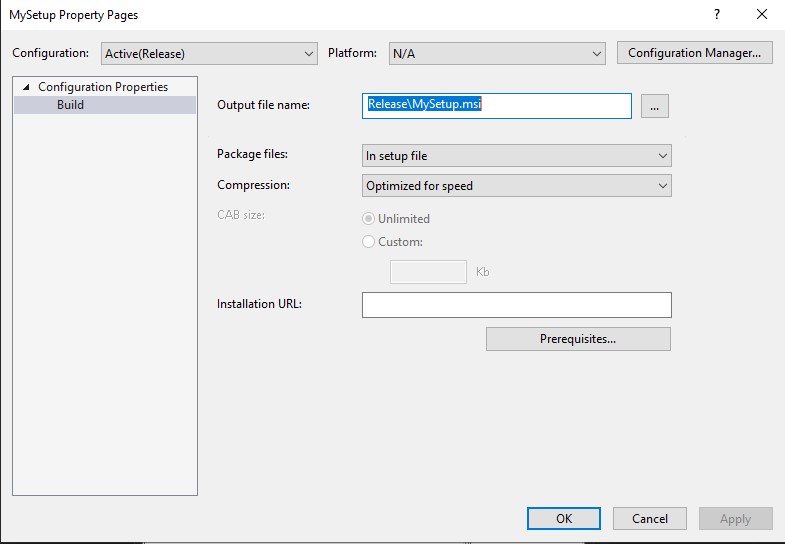 MySetup Property Pages
?
Configuration: Active(Release) Platform: N/A Configuration Manager...
Configuration Properties
Build
Output file name: Release\MySetup.msi ...
Package files: In setup file
Compression: Optimized for speed
CAB size: Unlimited
Custom:
Kb
Installation URL:
Prerequisites...
OK Cancel Apply